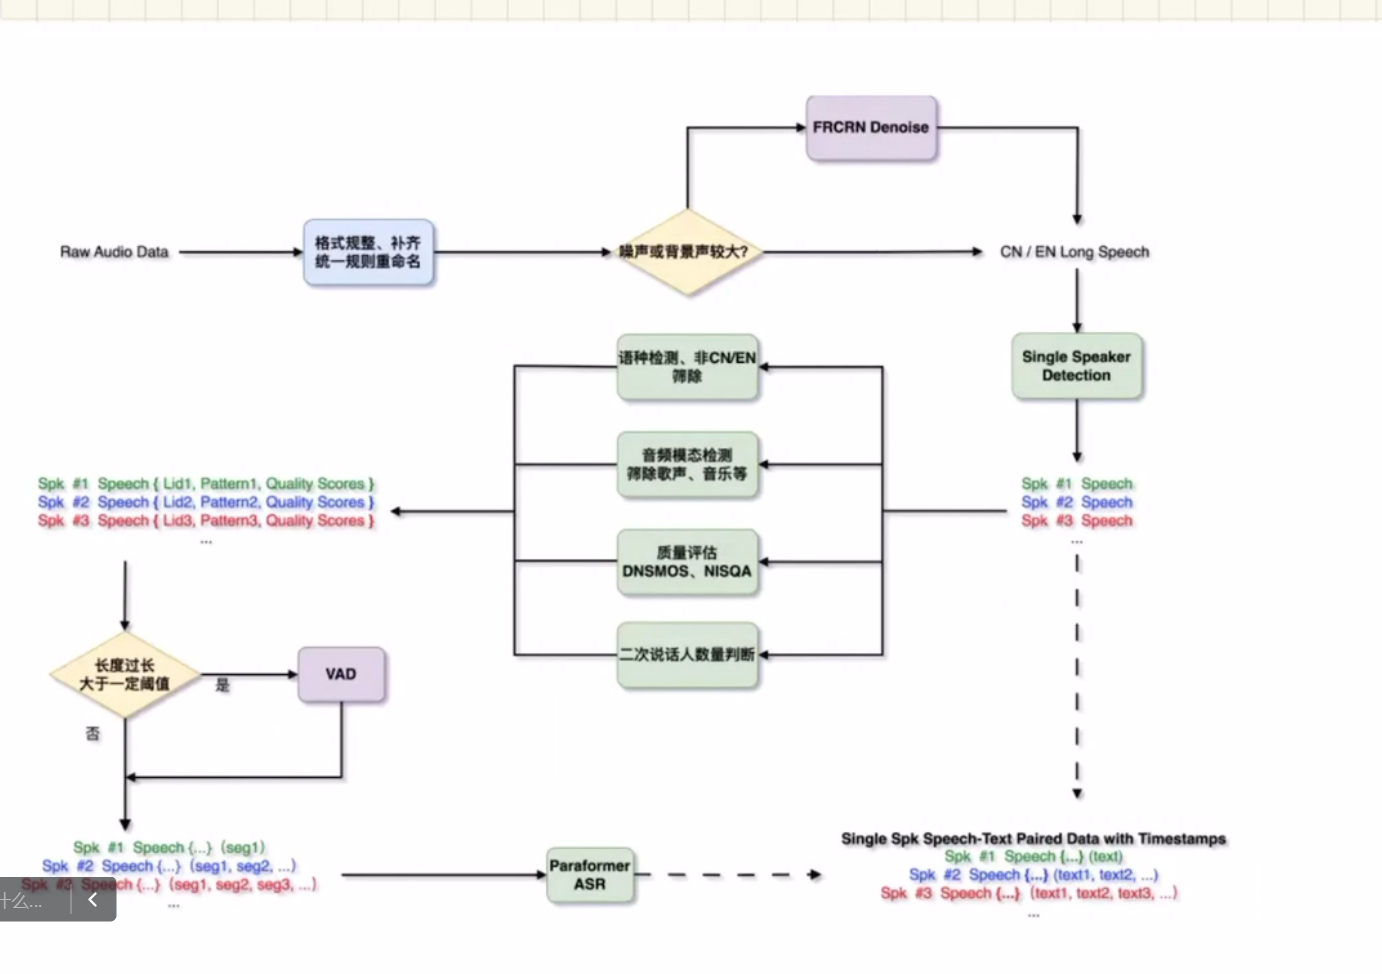 FRCRN Denoise
Raw Audio Data
格式规整、补齐
统一规则重命名
噪声或背景声较大?
CN / EN Long Speech
语种检测、非CN/EN
筛除
Single Speaker
Detection
音频模态检测
筛除歌声、音乐等
Spk #1 Speech { Lid1, Pattern1, Quality Scores }
Spk #2 Speech { Lid2, Pattern2, Quality Scores }
Spk #3 Speech { Lid3, Pattern3, Quality Scores }
...
Spk #1 Speech
Spk #2 Speech
Spk #3 Speech
...
质量评估
DNSMOS、NISQA
二次说话人数量判断
长度过长
大于一定阈值
是
VAD
否
Spk #1 Speech {...} (seg1)
Spk #2 Speech {...} (seg1, seg2, ...)
Spk #3 Speech {...} (seg1, seg2, seg3, ...)
...
什么...
Paraformer
ASR
Single Spk Speech-Text Paired Data with Timestamps
Spk #1 Speech {...} (text)
Spk #2 Speech {...} (text1, text2, ...)
Spk #3 Speech {...} (text1, text2, text3, ...)
...